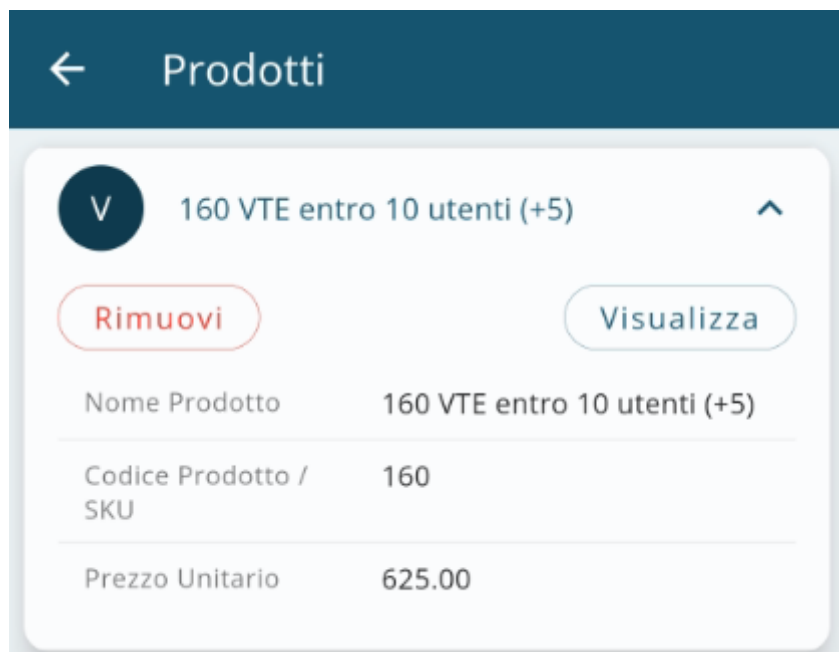 Prodotti
V
160 VTE entro 10 utenti (+5)
Rimuovi
Visualizza
Nome Prodotto
160 VTE entro 10 utenti (+5)
Codice Prodotto /
SKU
160
Prezzo Unitario
625.00